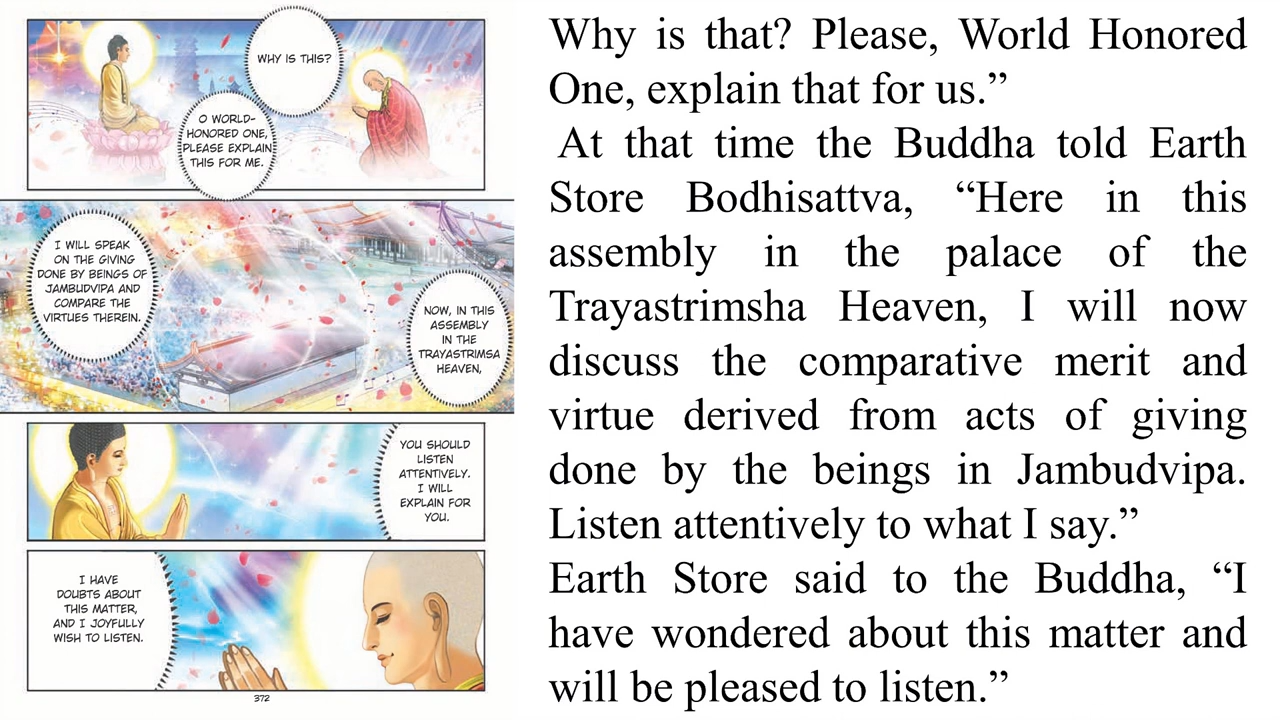 WHY IS THIS?
O WORLD-
HONORED ONE,
PLEASE EXPLAIN
THIS FOR ME.
I WILL SPEAK
ON THE GIVING
DONE BY BEINGS OF
JAMBUDVIPA AND
COMPARE THE
VIRTUES THEREIN.
NOW, IN THIS
ASSEMBLY
IN THE
TRAYASTRIMSA
HEAVEN,
YOU SHOULD
LISTEN
ATTENTIVELY.
I WILL
EXPLAIN FOR
YOU.
I HAVE
DOUBTS ABOUT
THIS MATTER,
AND I JOYFULLY
WISH TO LISTEN.
372
Why is that? Please, World Honored
One, explain that for us.”
At that time the Buddha told Earth
Store Bodhisattva, “Here in this
assembly in the palace of the
Trayastrimsha Heaven, I will now
discuss the comparative merit and
virtue derived from acts of giving
done by the beings in Jambudvipa.
Listen attentively to what I say.”
Earth Store said to the Buddha, “I
have wondered about this matter and
will be pleased to listen.”